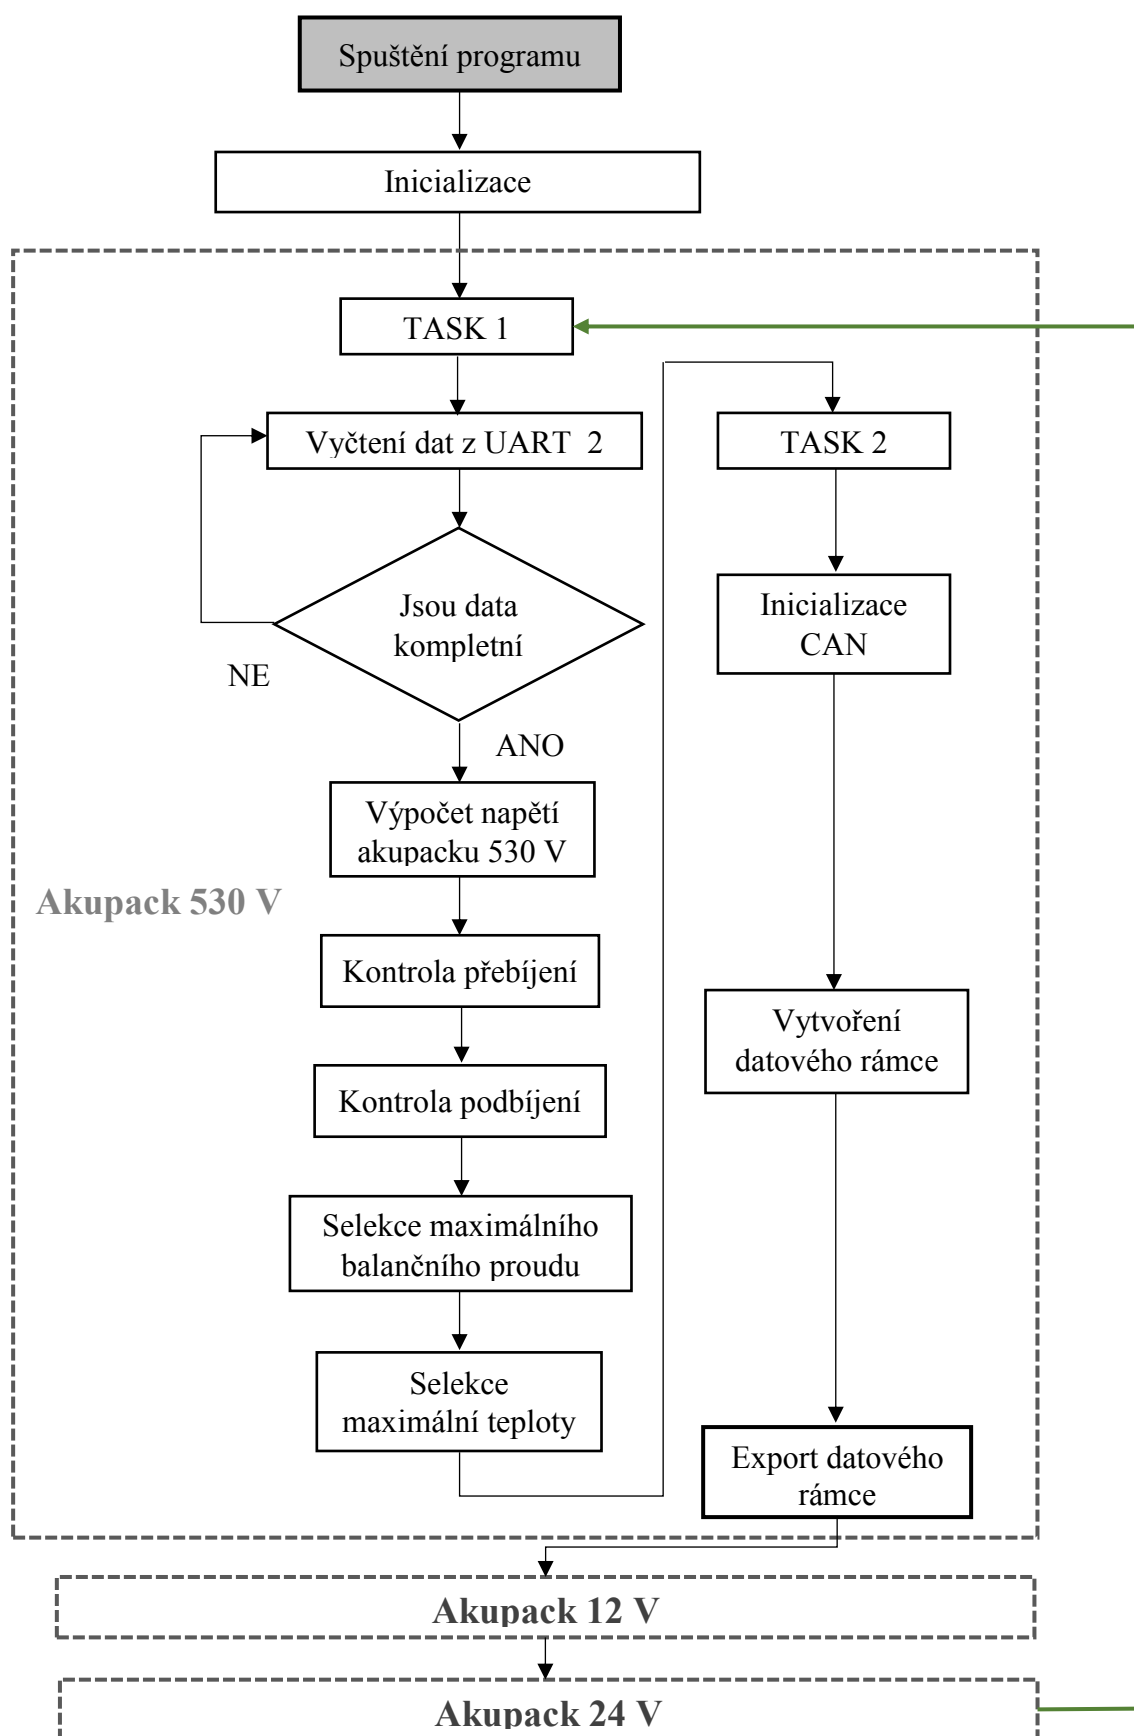 Spuštění programu
Inicializace
TASK 1
Vyčtení dat z UART 2
Jsou data
kompletní
NE
ANO
Výpočet napětí
akupacku 530 V
Akupack 530 V
Kontrola přebíjení
Kontrola podbíjení
Selekce maximálního
balančního proudu
Selekce
maximální teploty
TASK 2
Inicializace
CAN
Vytvoření
datového rámce
Export datového
rámce
Akupack 12 V
Akupack 24 V